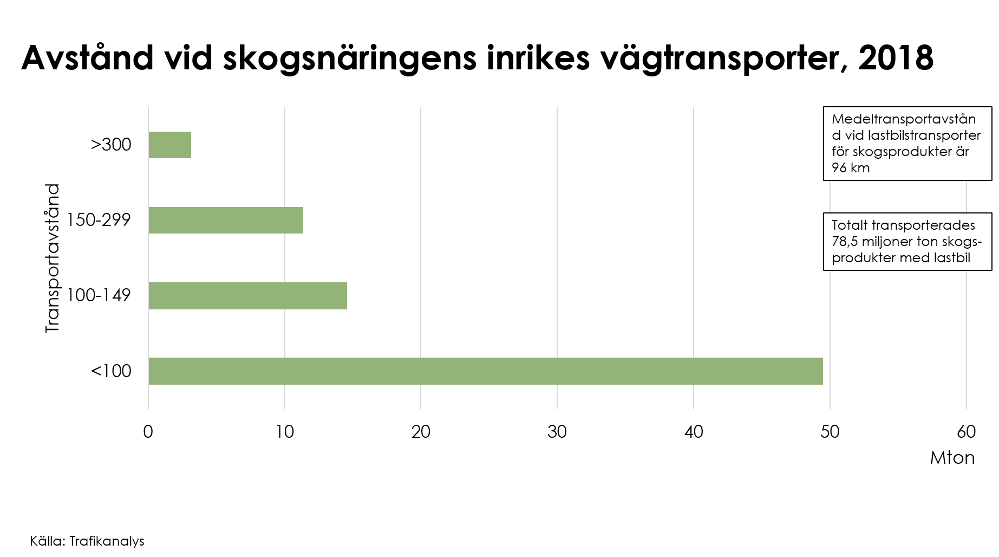 Avstånd vid skogsnäringens inrikes vägtransporter, 2018
Medeltransportavstån
d vid lastbilstransporter
för skogsprodukter är
96 km
Totalt transporterades
78,5 miljoner ton skogs-
produkter med lastbil
Transportavstånd
>300
150-299
100-149
<100
0 10 20 30 40 50 60
Mton
Källa: Trafikanalys